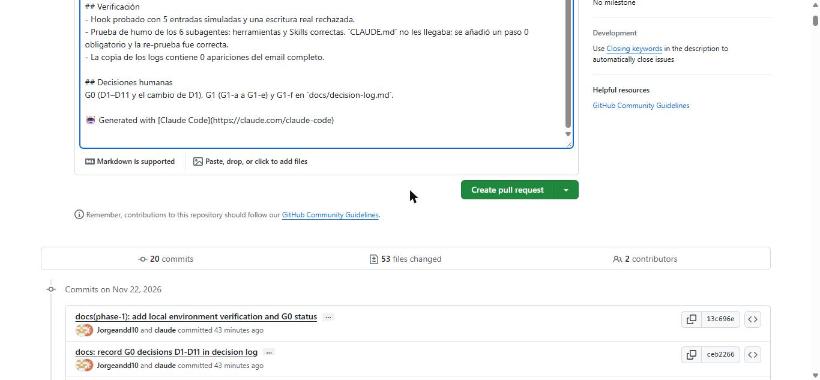 No milestone
## Verificación
- Hook probado con 5 entradas simuladas y una escritura real rechazada.
- Prueba de humo de los 6 subagentes: herramientas y Skills correctas. `CLAUDE.md` no les llegaba: se añadió un paso 0
obligatorio y la re-prueba fue correcta.
- La copia de los logs contiene 0 apariciones del email completo.
## Decisiones humanas
G0 (D1–D11 y el cambio de D1), G1 (G1-a a G1-e) y G1-f en `docs/decision-log.md`.
🤖 Generated with [Claude Code](https://claude.com/claude-code)
Markdown is supported
Paste, drop, or click to add files
Create pull request
Remember, contributions to this repository should follow our GitHub Community Guidelines.
Development
Use Closing keywords in the description to
automatically close issues
Helpful resources
GitHub Community Guidelines
20 commits
53 files changed
2 contributors
Commits on Nov 22, 2026
docs(phase-1): add local environment verification and G0 status ...
Jorgeandd10 and claude committed 43 minutes ago
13c696e
docs: record G0 decisions D1-D11 in decision log ...
Jorgeandd10 and claude committed 43 minutes ago
ceb2266